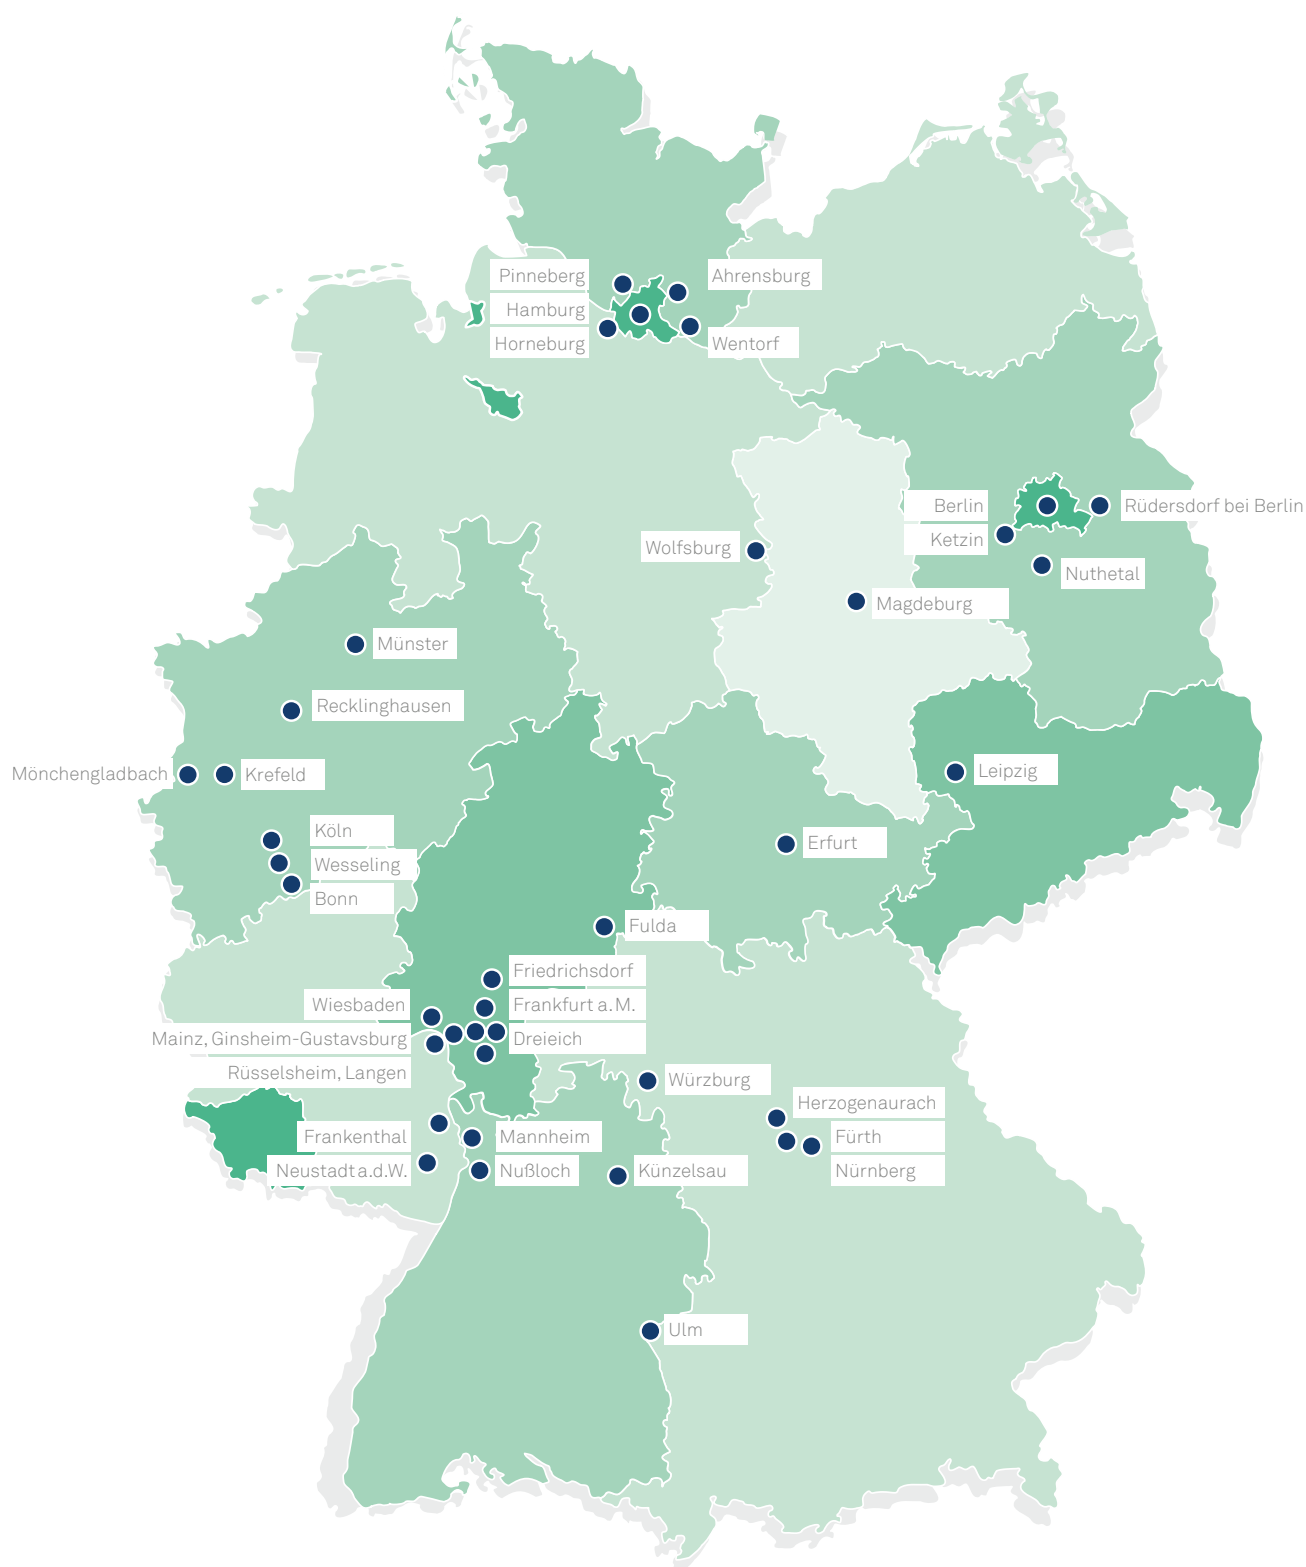 Pinneberg
Ahrensburg
Hamburg
Horneburg
Wentorf
Berlin
Rüdersdorf bei Berlin
Ketzin
Wolfsburg
Nuthetal
Magdeburg
Münster
Recklinghausen
Mönchengladbach
Krefeld
Leipzig
Köln
Erfurt
Wesseling
Bonn
Fulda
Friedrichsdorf
Wiesbaden
Frankfurt a. M.
Mainz, Ginsheim-Gustavsburg
Dreieich
Rüsselsheim, Langen
Würzburg
Herzogenaurach
Frankenthal
Mannheim
Fürth
Neustadt a.d.W.
Nußloch
Künzelsau
Nürnberg
Ulm